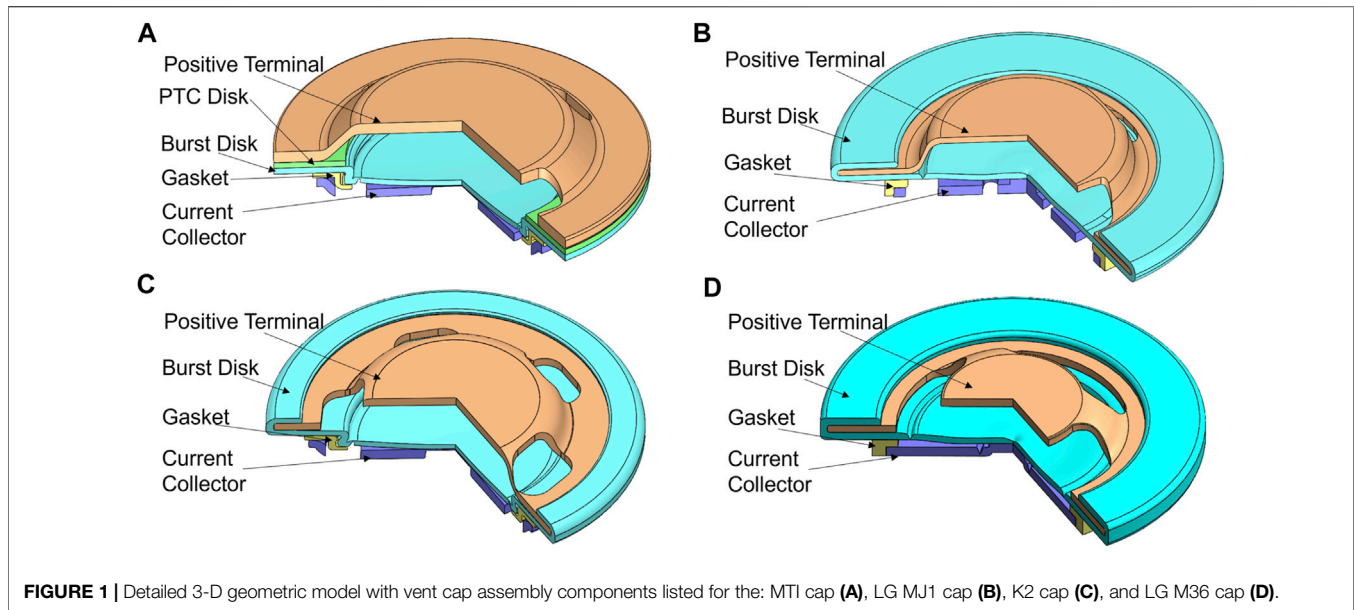 A
Positive Terminal
PTC Disk
Burst Disk
Gasket
Current
Collector
B
Positive Terminal
Burst Disk
Gasket
Current
Collector
C
Positive Terminal
Burst Disk
Gasket
Current
Collector
D
Positive Terminal
Burst Disk
Gasket
Current
Collector
FIGURE 1 | Detailed 3-D geometric model with vent cap assembly components listed for the: MTI cap (A), LG MJ1 cap (B), K2 cap (C), and LG M36 cap (D).